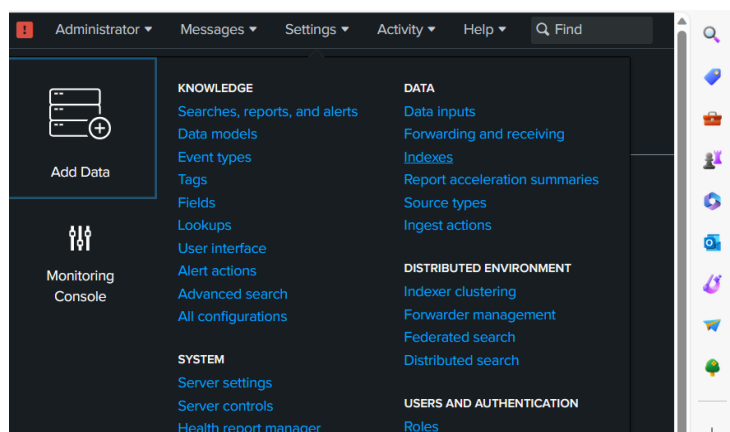 ! Administrator ▾ Messages ▾ Settings ▾ Activity ▾ Help ▾ Find
Add Data
Monitoring
Console
KNOWLEDGE
Searches, reports, and alerts
Data models
Event types
Tags
Fields
Lookups
User interface
Alert actions
Advanced search
All configurations
SYSTEM
Server settings
Server controls
Health report manager
DATA
Data inputs
Forwarding and receiving
Indexes
Report acceleration summaries
Source types
Ingest actions
DISTRIBUTED ENVIRONMENT
Indexer clustering
Forwarder management
Federated search
Distributed search
USERS AND AUTHENTICATION
Roles